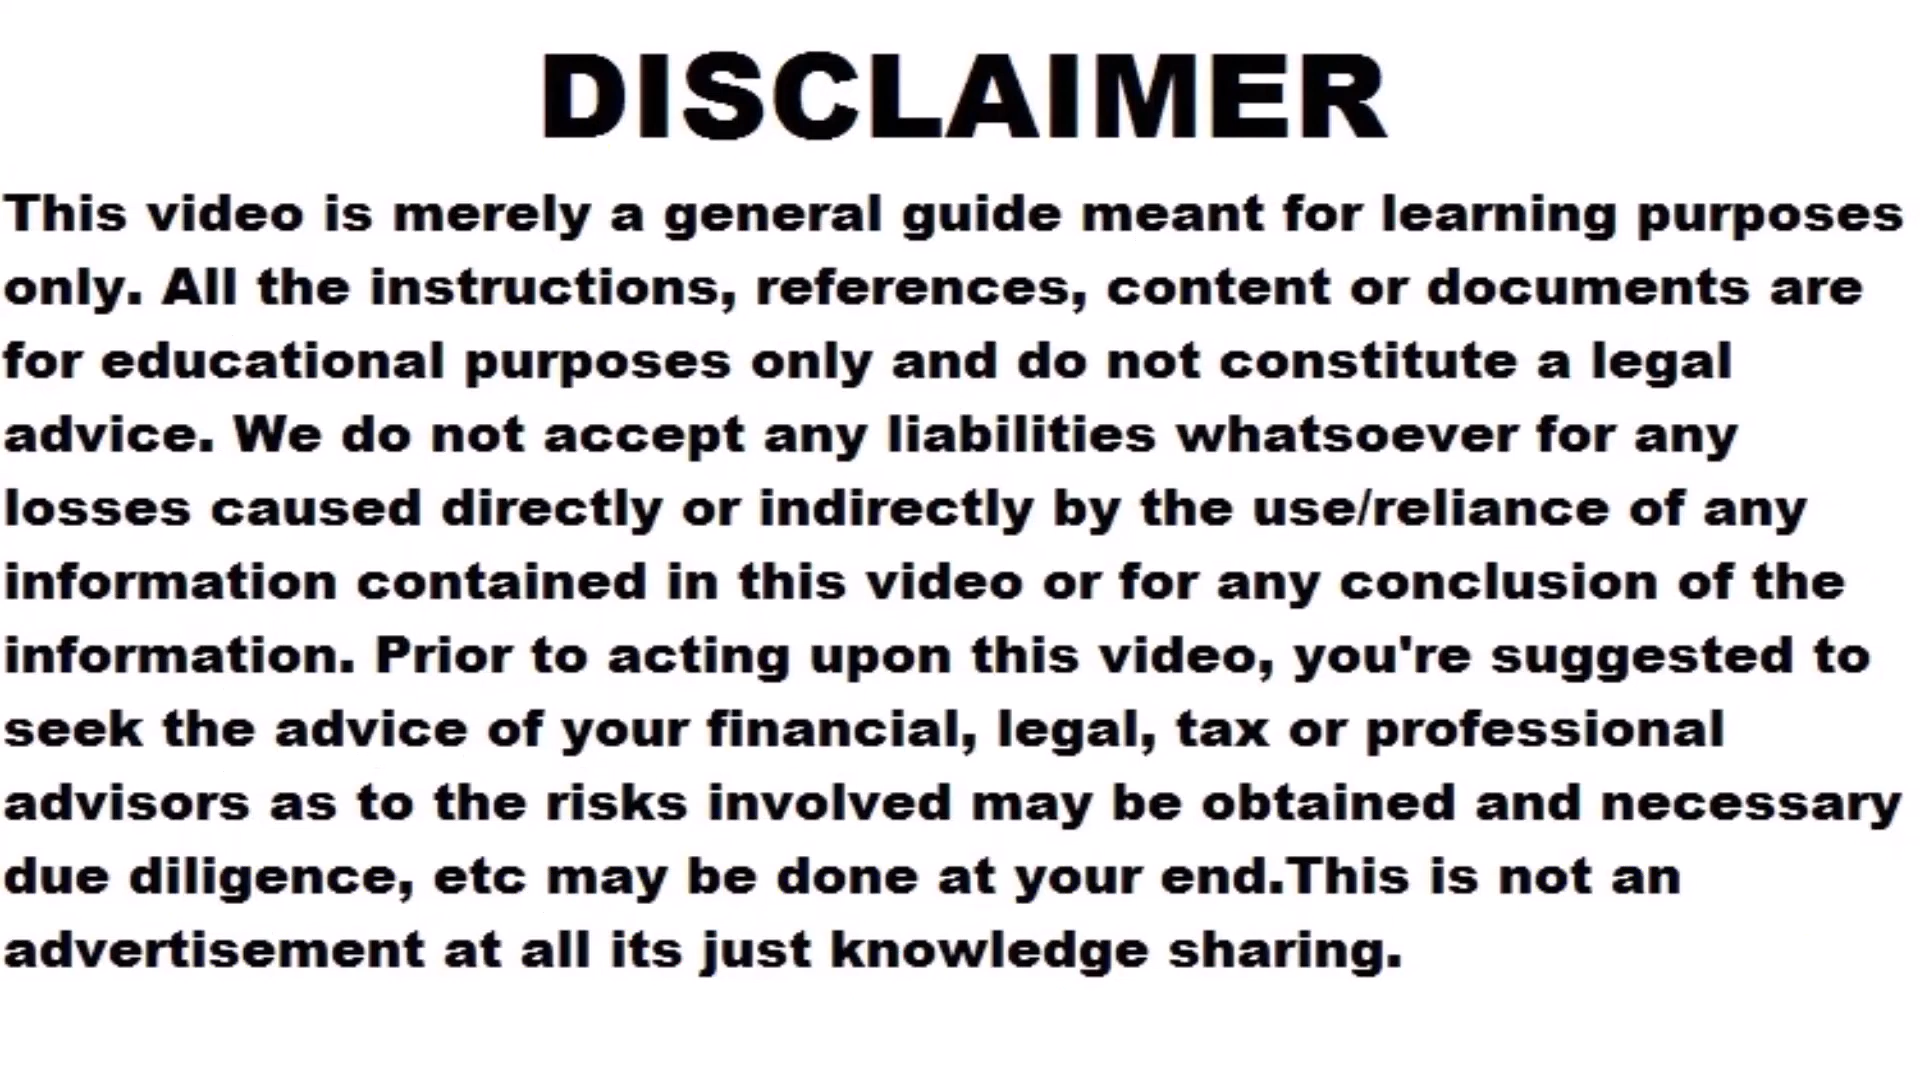 DISCLAIMER
This video is merely a general guide meant for learning purposes
only. All the instructions, references, content or documents are
for educational purposes only and do not constitute a legal
advice. We do not accept any liabilities whatsoever for any
losses caused directly or indirectly by the use/reliance of any
information contained in this video or for any conclusion of the
information. Prior to acting upon this video, you're suggested to
seek the advice of your financial, legal, tax or professional
advisors as to the risks involved may be obtained and necessary
due diligence, etc may be done at your end.This is not an
advertisement at all its just knowledge sharing.